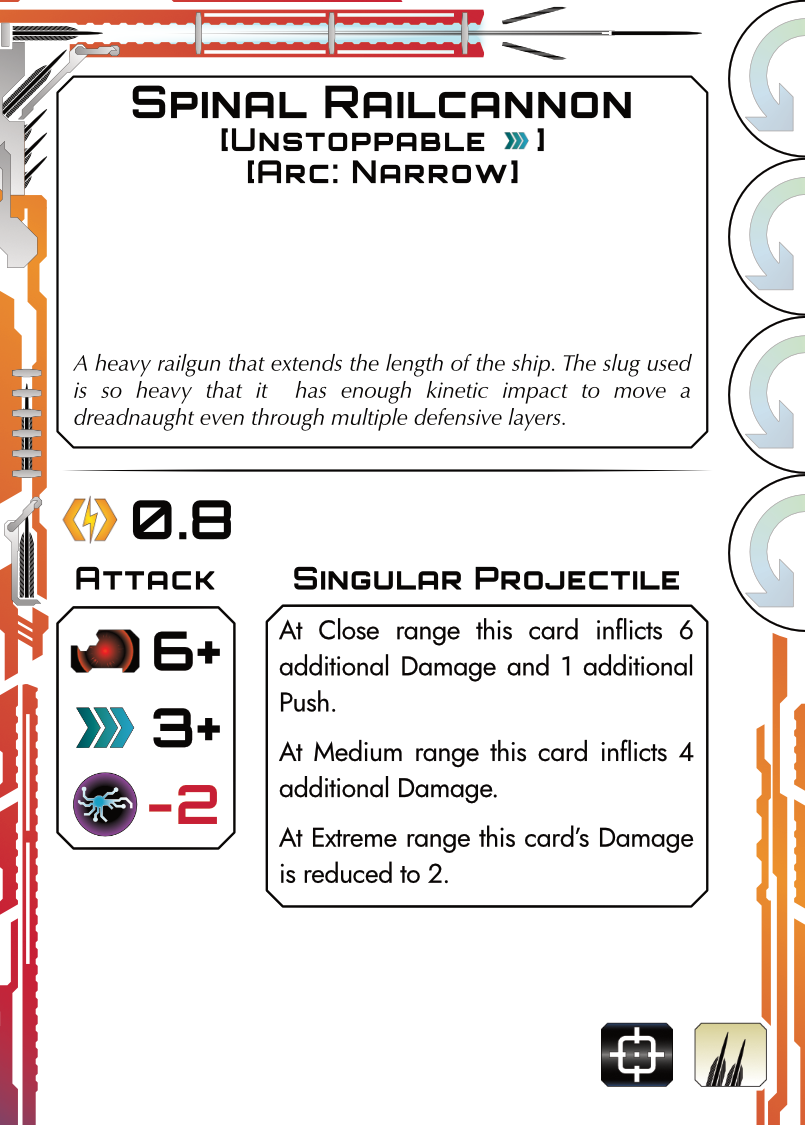 Spinal Railcannon
[Unstoppable ]
[Arc: Narrow]
A heavy railgun that extends the length of the ship. The slug used
is so heavy that it has enough kinetic impact to move a
dreadnaught even through multiple defensive layers.
0.8
Attack
Singular Projectile
6+
3+
-2
At Close range this card inflicts 6
additional Damage and 1 additional
Push.
At Medium range this card inflicts 4
additional Damage.
At Extreme range this card's Damage
is reduced to 2.